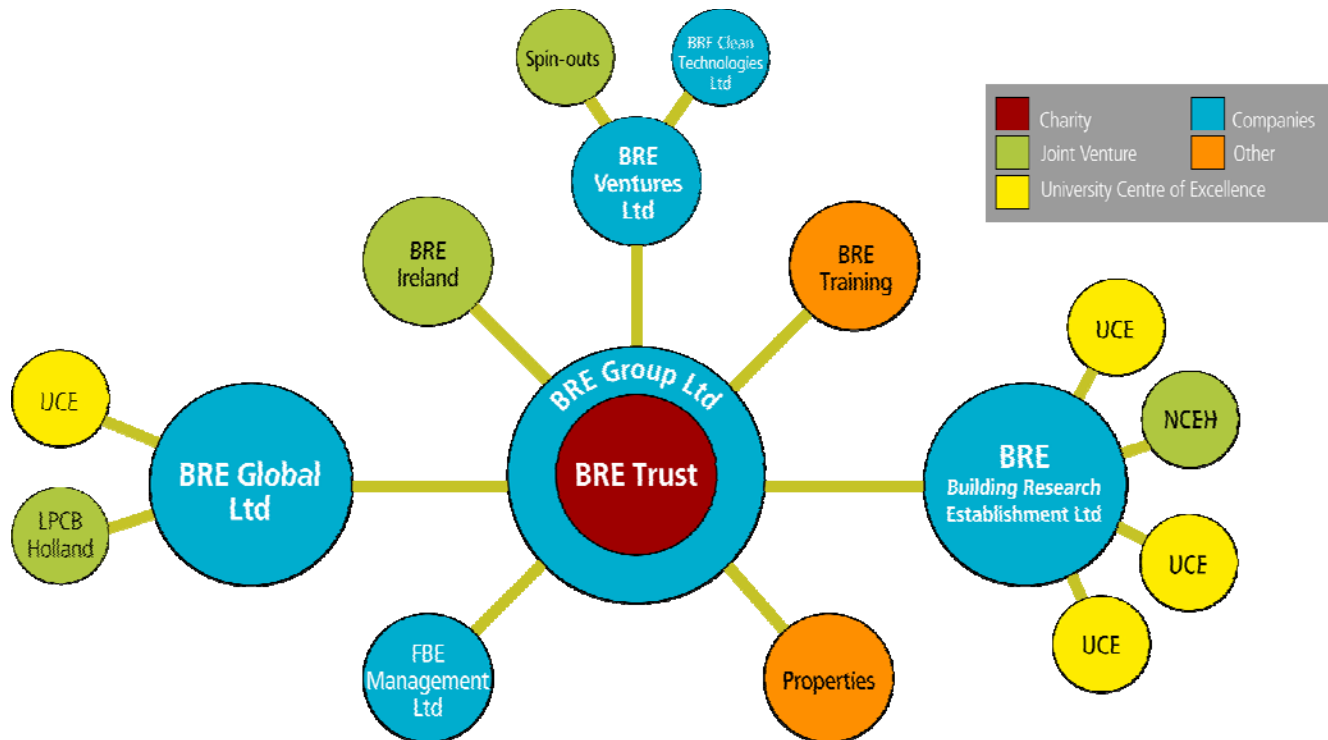 Spin-outs
BRE Clean
Technologies
Ltd
Charity
Companies
Joint Venture
Other
University Centre of Excellence
BRE
Ventures
Ltd
BRE
Ireland
BRE
Training
UCE
UCE
NCEH
BRE Group Ltd
BRE Trust
BRE Global
Ltd
BRE
Building Research
Establishment Ltd
LPCB
Holland
UCE
UCE
FBE
Management
Ltd
Properties